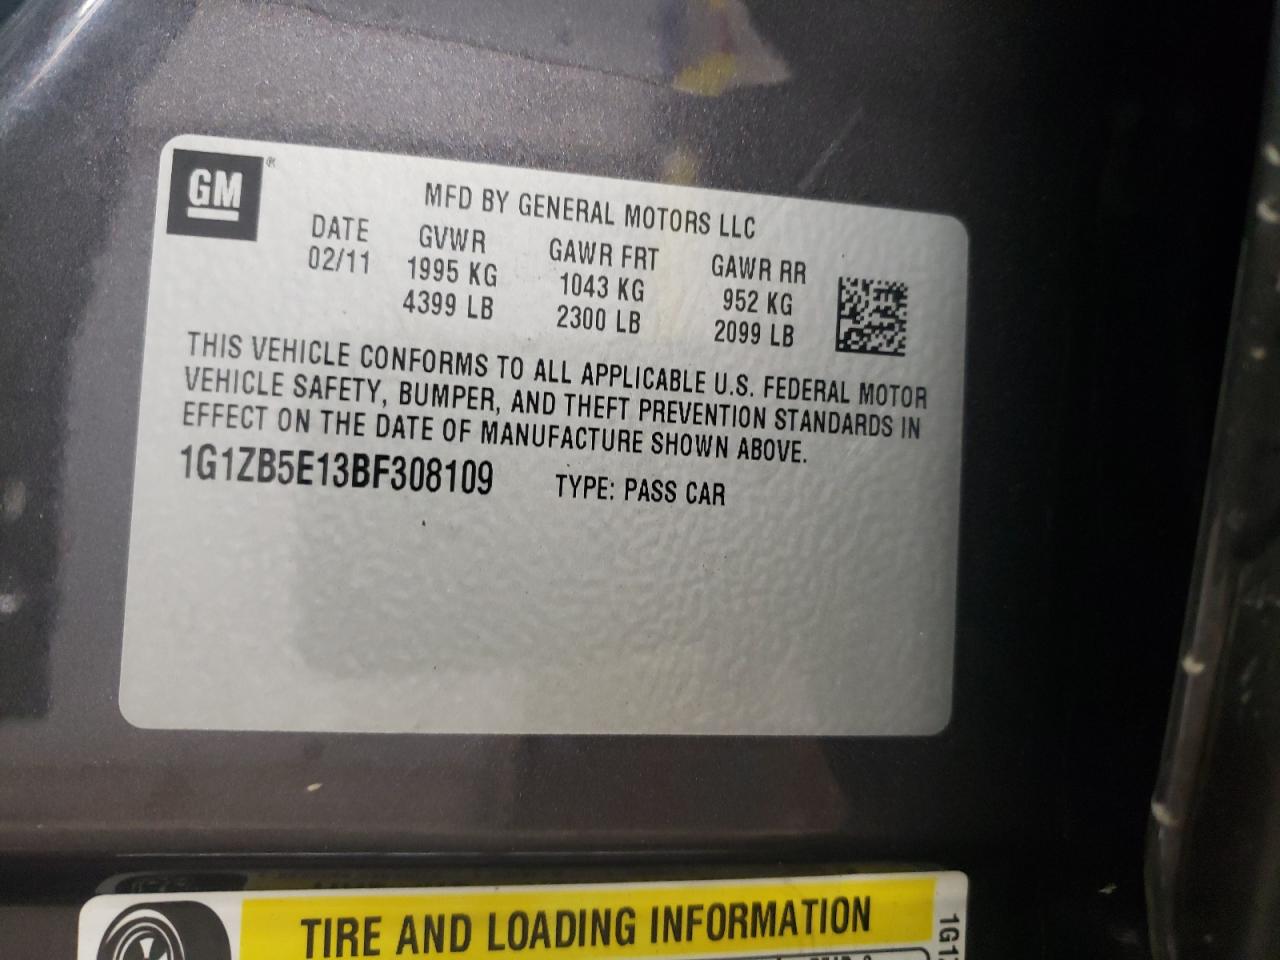 GM®
MFD BY GENERAL MOTORS LLC
DATE GVWR GAWR FRT GAWR RR
02/11 1995 KG 1043 KG 952 KG
4399 LB 2300 LB 2099 LB
THIS VEHICLE CONFORMS TO ALL APPLICABLE U.S. FEDERAL MOTOR
VEHICLE SAFETY, BUMPER, AND THEFT PREVENTION STANDARDS IN
EFFECT ON THE DATE OF MANUFACTURE SHOWN ABOVE.
1G1ZB5E13BF308109 TYPE: PASS CAR
TIRE AND LOADING INFORMATION